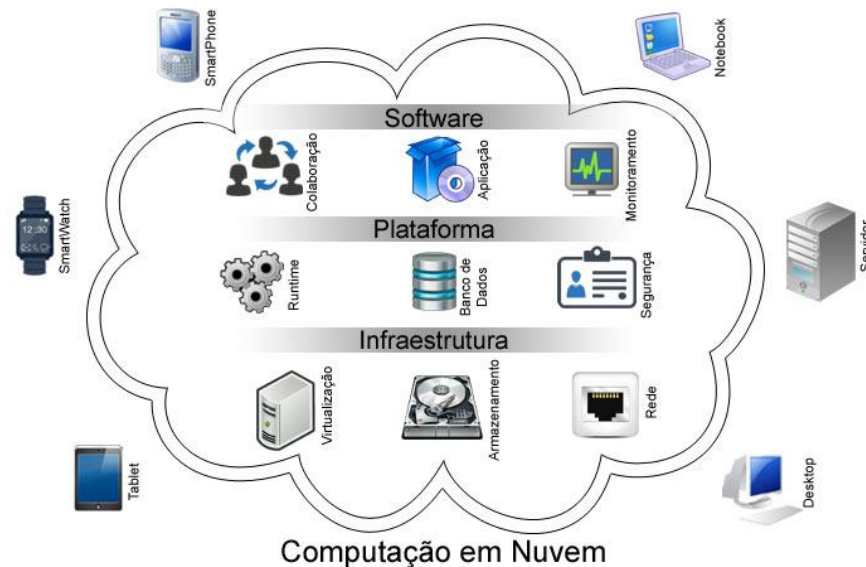 SmartPhone
Notebook
Software
Colaboração
Aplicação
Monitoramento
SmartWatch
12:30
Plataforma
Servidor
Runtime
Banco de
Dados
Segurança
Infraestrutura
Virtualização
Armazenamento
Rede
Tablet
Desktop
Computação em Nuvem